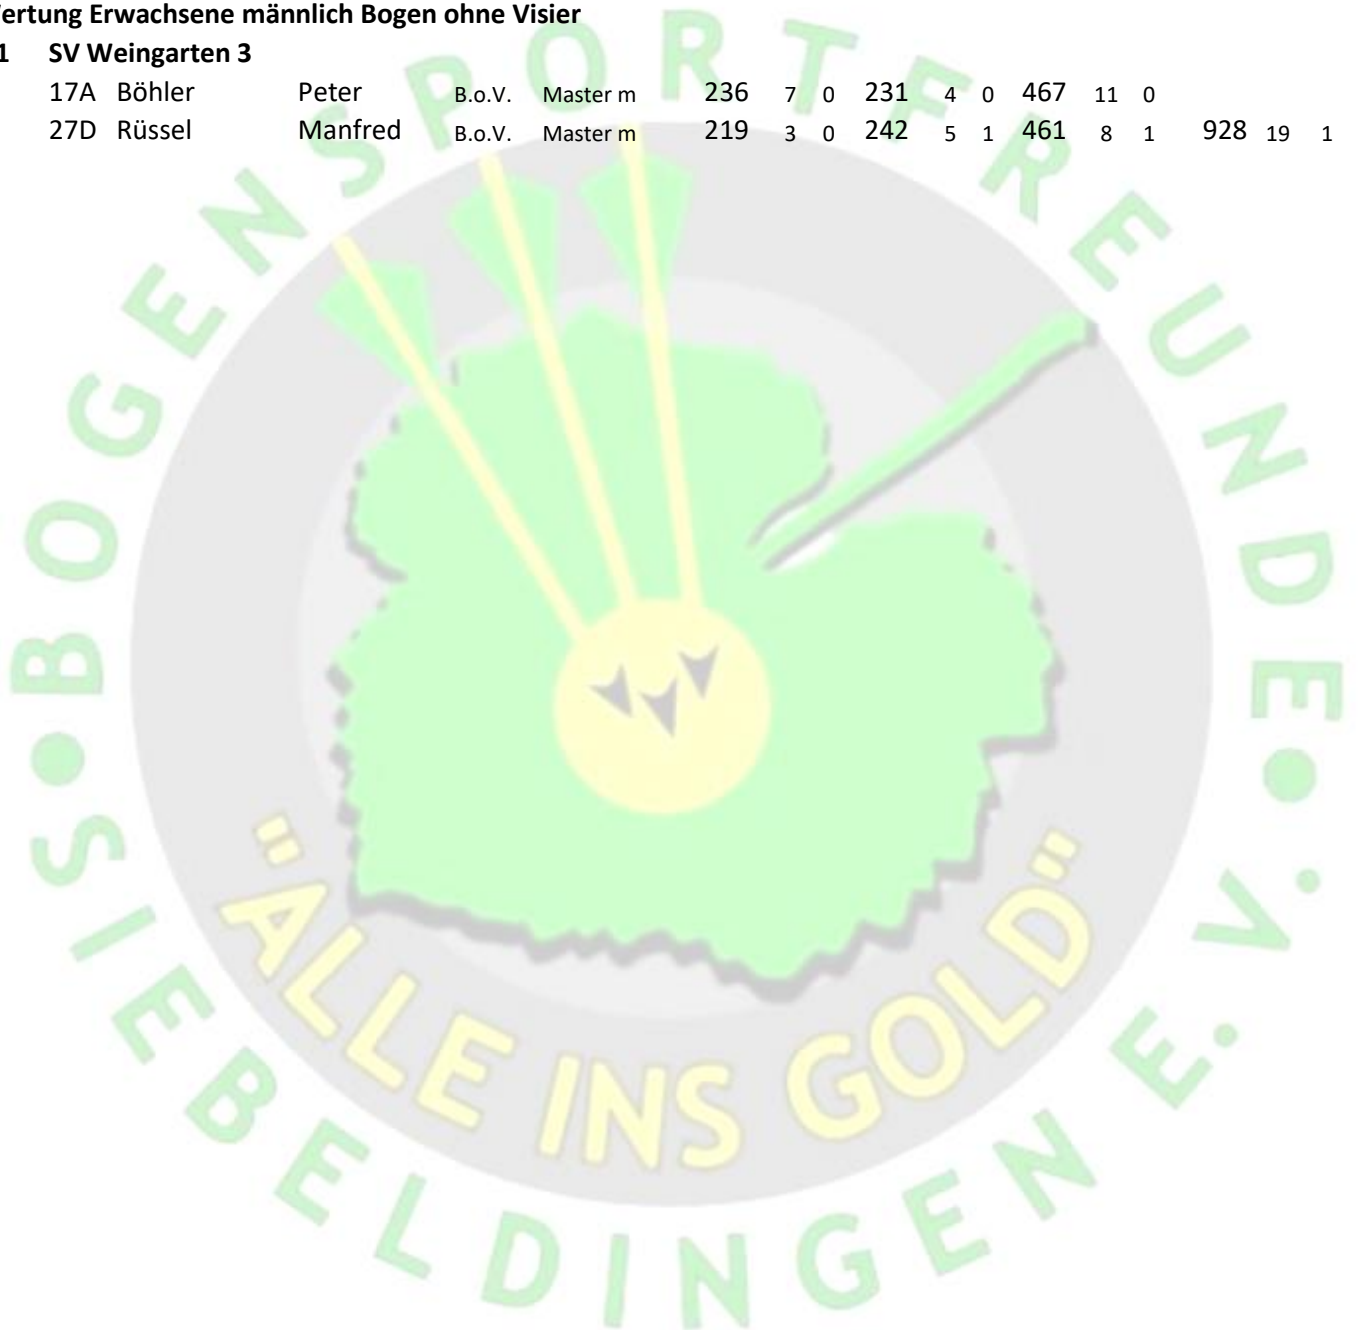 ertung Erwachsene männlich Bogen ohne Visier
1 SV Weingarten 3
17A Böhler Peter B.o.V. Master m 236 7 0 231 4 0 467 11 0
27D Rüssel Manfred B.o.V. Master m 219 3 0 242 5 1 461 8 1 928 19 1
BOGENSPORTFREUNDE
SIEBELDINGEN E.V.
"ALLE INS GOLD"